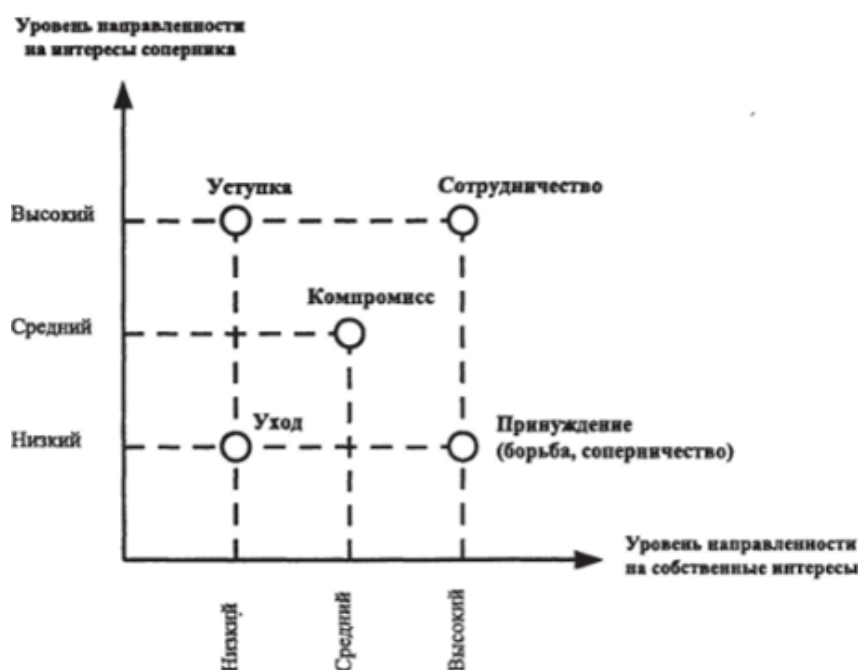 Уровень направленности
на интересы соперника
Уступка
Сотрудничество
Высокий
Компромисс
Средний
Уход
Принуждение
(борьба, соперничество)
Низкий
Уровень направленности
на собственные интересы
Низкий
Средний
Высокий